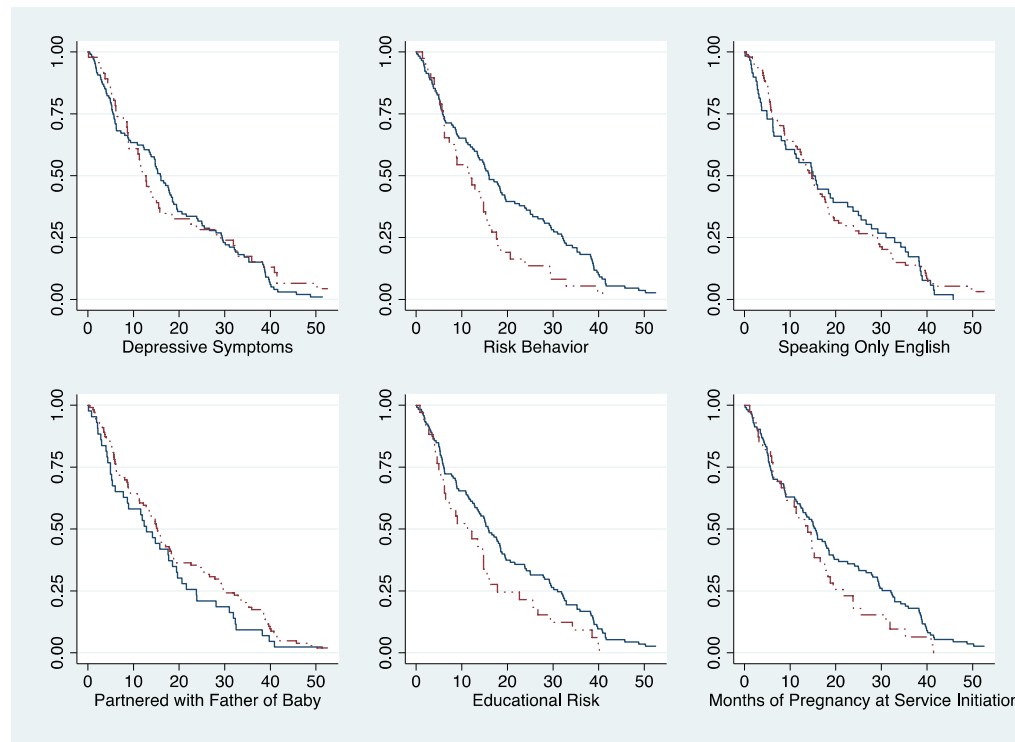 0.00 0.25 0.50 0.75 1.00
0 10 20 30 40 50
Depressive Symptoms
0.00 0.25 0.50 0.75 1.00
0 10 20 30 40 50
Risk Behavior
0.00 0.25 0.50 0.75 1.00
0 10 20 30 40 50
Speaking Only English
0.00 0.25 0.50 0.75 1.00
0 10 20 30 40 50
Partnered with Father of Baby
0.00 0.25 0.50 0.75 1.00
0 10 20 30 40 50
Educational Risk
0.00 0.25 0.50 0.75 1.00
0 10 20 30 40 50
Months of Pregnancy at Service Initiation